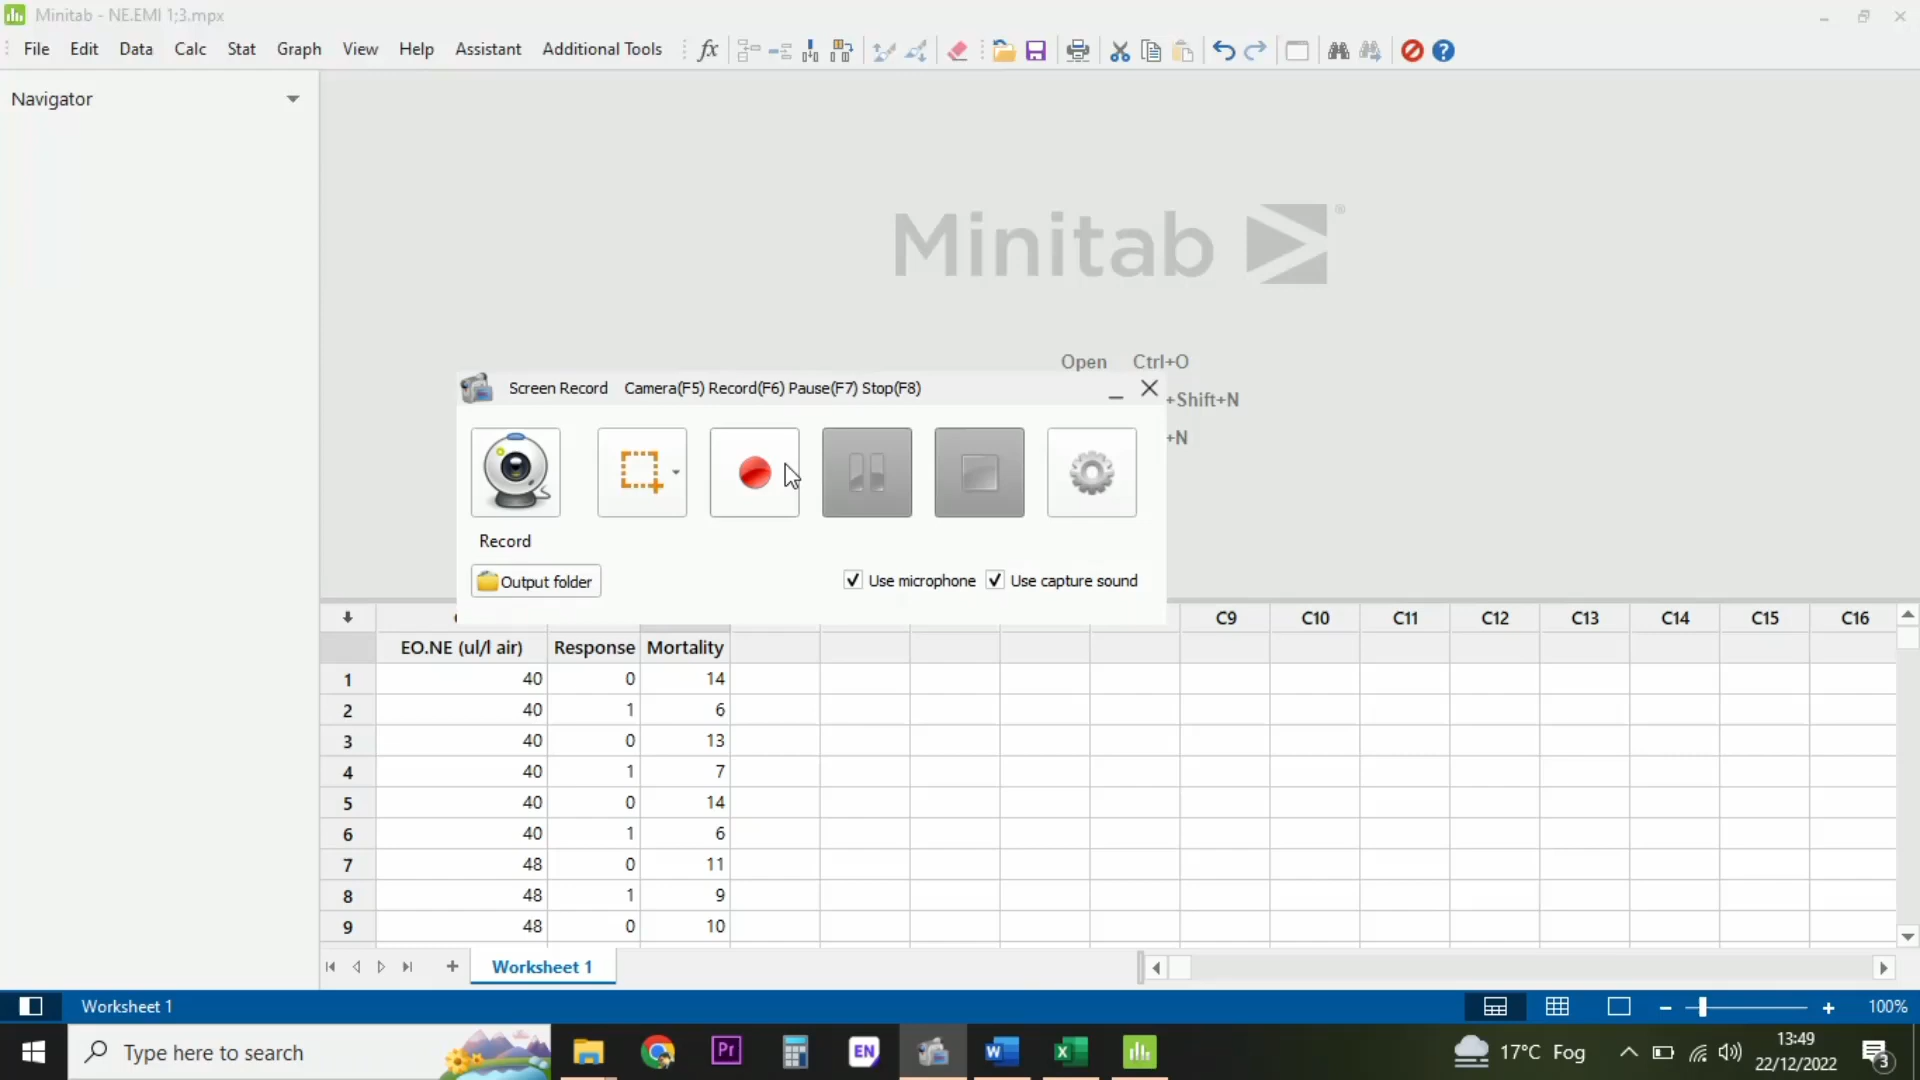 Minitab - NE.EMI 1;3.mpx
File Edit Data Calc Stat Graph View Help Assistant Additional Tools fx
Navigator
Minitab
Open Ctrl+O
+Shift+N
+N
Screen Record Camera(F5) Record(F6) Pause(F7) Stop(F8)
Record
Output folder
Use microphone Use capture sound
C9 C10 C11 C12 C13 C14 C15 C16
EO.NE (ul/l air) Response Mortality
1 40 0 14
2 40 1 6
3 40 0 13
4 40 1 7
5 40 0 14
6 40 1 6
7 48 0 11
8 48 1 9
9 48 0 10
Worksheet 1
Worksheet 1
100%
Type here to search
Pr
EN
17°C Fog
13:49
22/12/2022
3